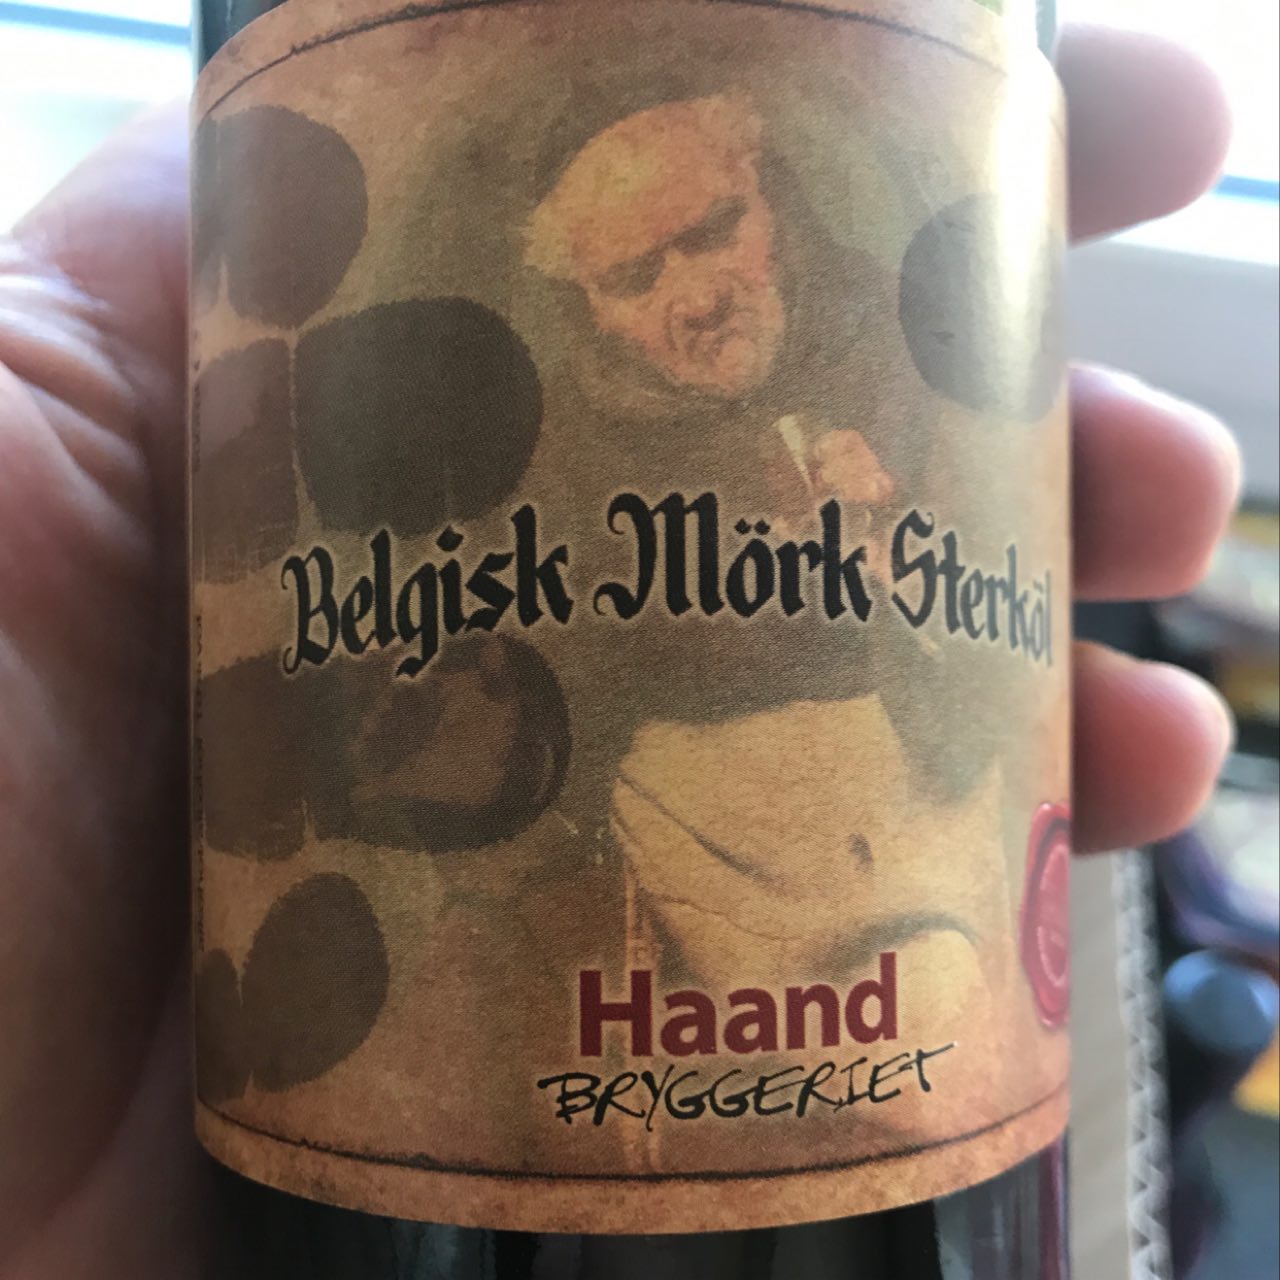 Belgisk Mörk Sterköl
Haand
BRYGGERIET